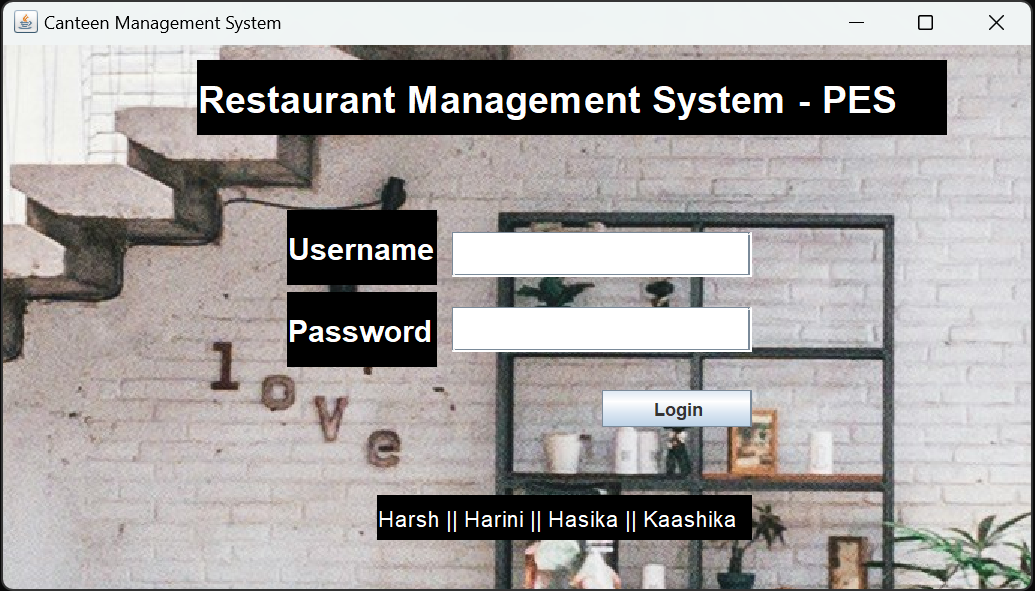 Canteen Management System
Restaurant Management System - PES
Username
Password
love
Login
Harsh || Harini || Hasika || Kaashika